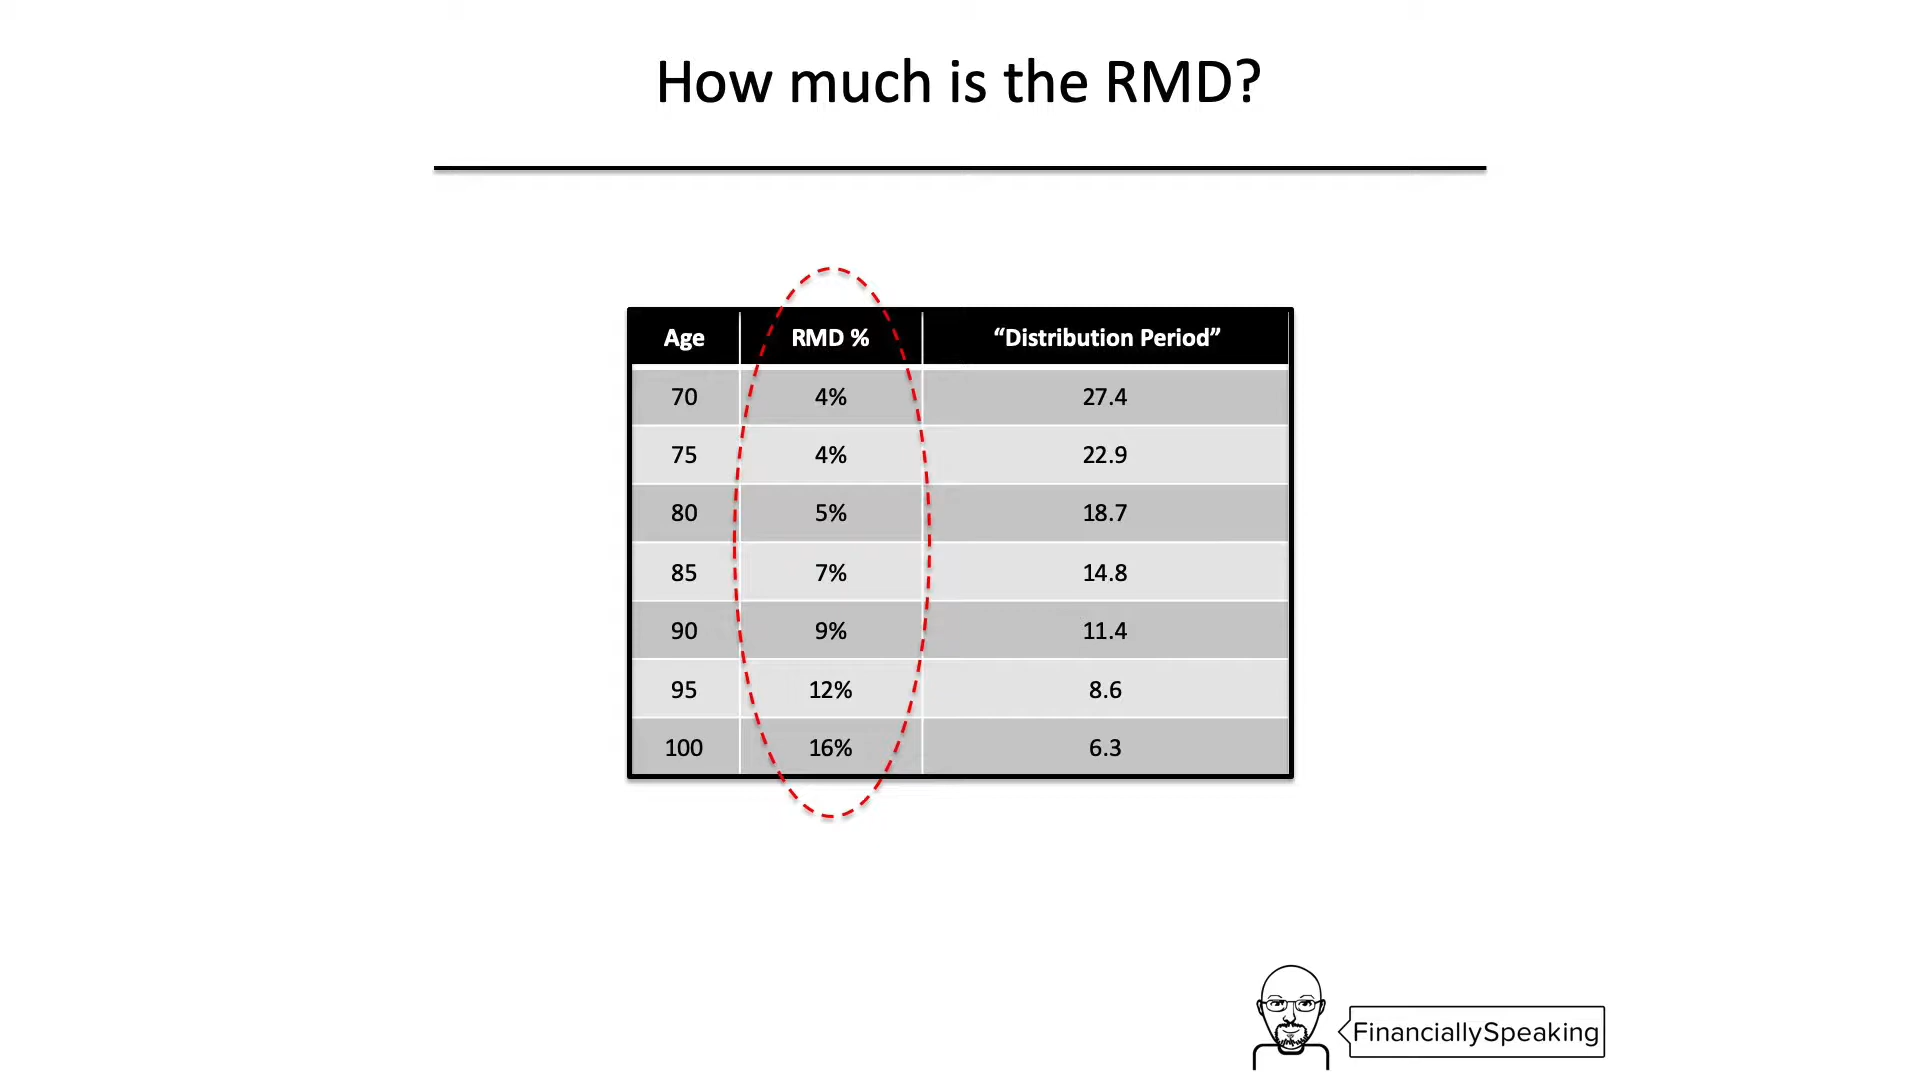 How much is the RMD?
Age RMD % “Distribution Period”
70 4% 27.4
75 4% 22.9
80 5% 18.7
85 7% 14.8
90 9% 11.4
95 12% 8.6
100 16% 6.3
FinanciallySpeaking